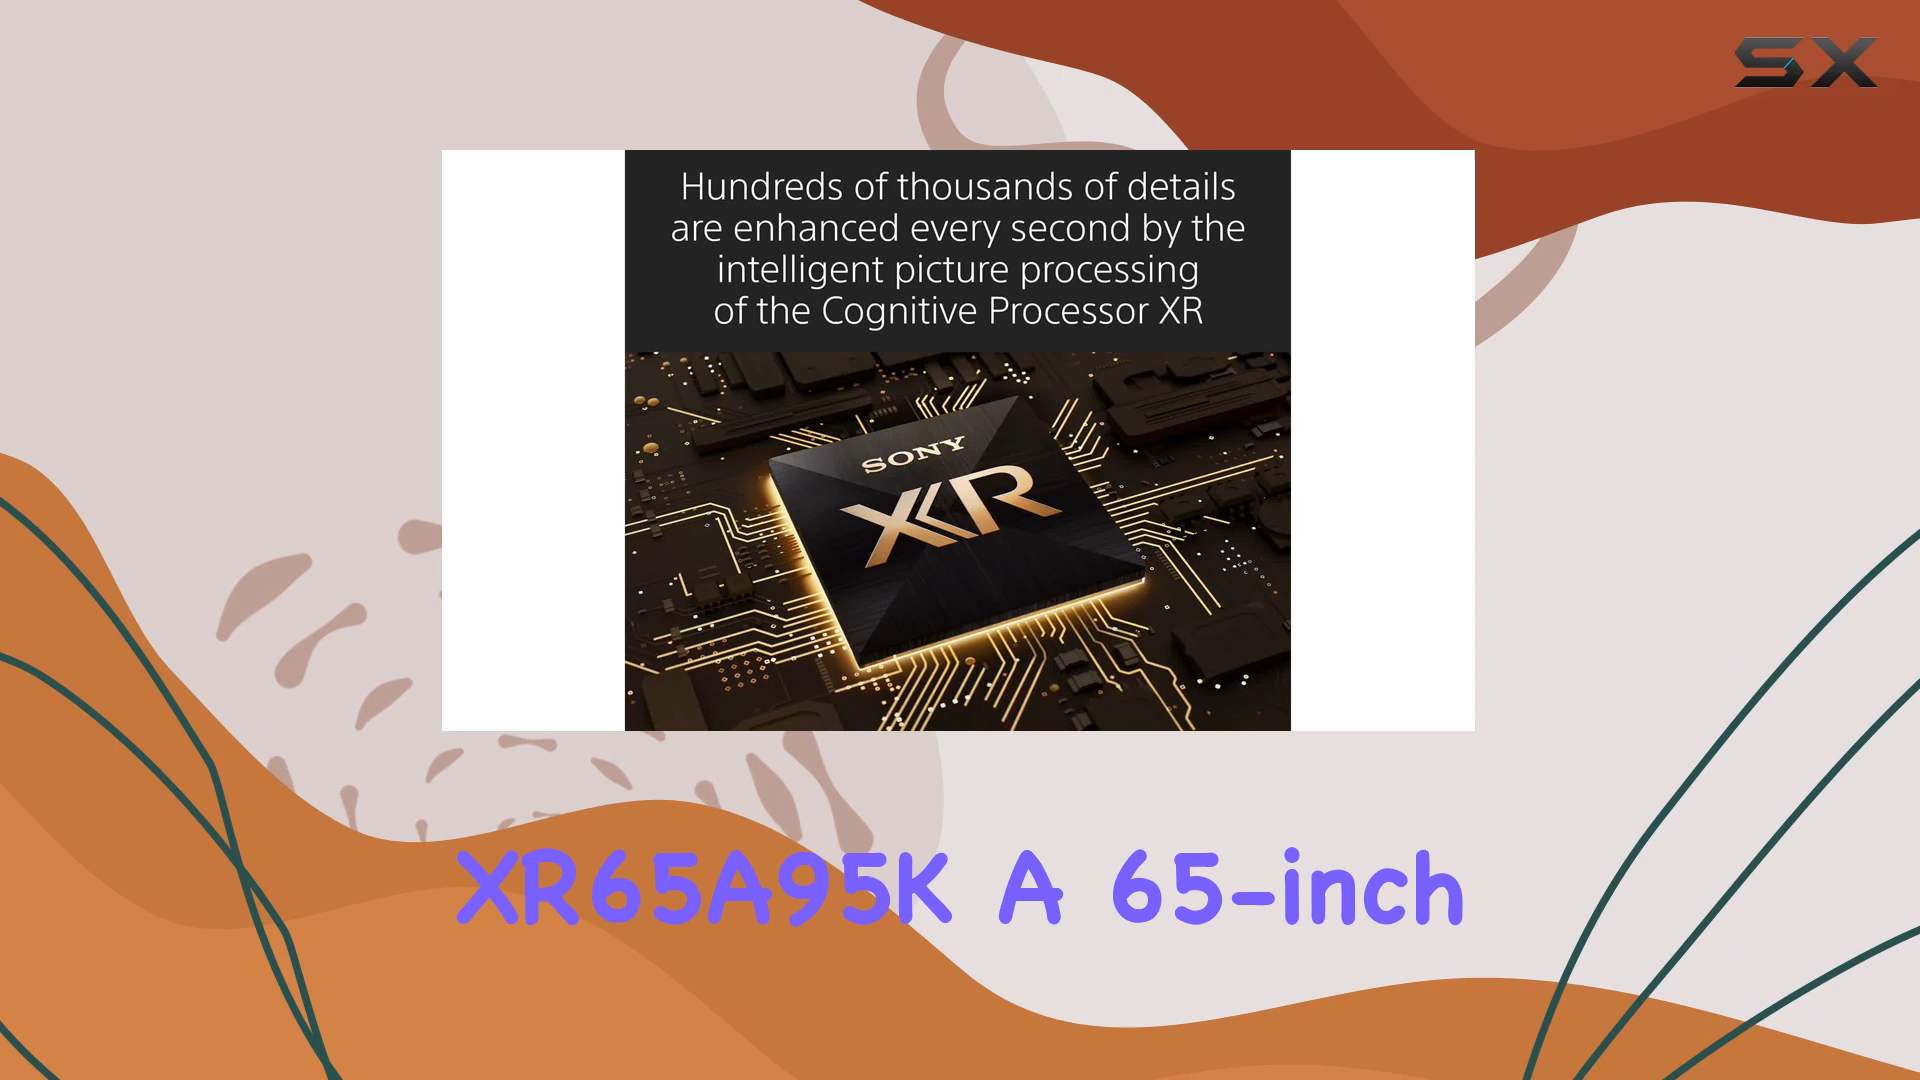 SX
Hundreds of thousands of details
are enhanced every second by the
intelligent picture processing
of the Cognitive Processor XR
SONY
XR
XR65A95K A 65-inch